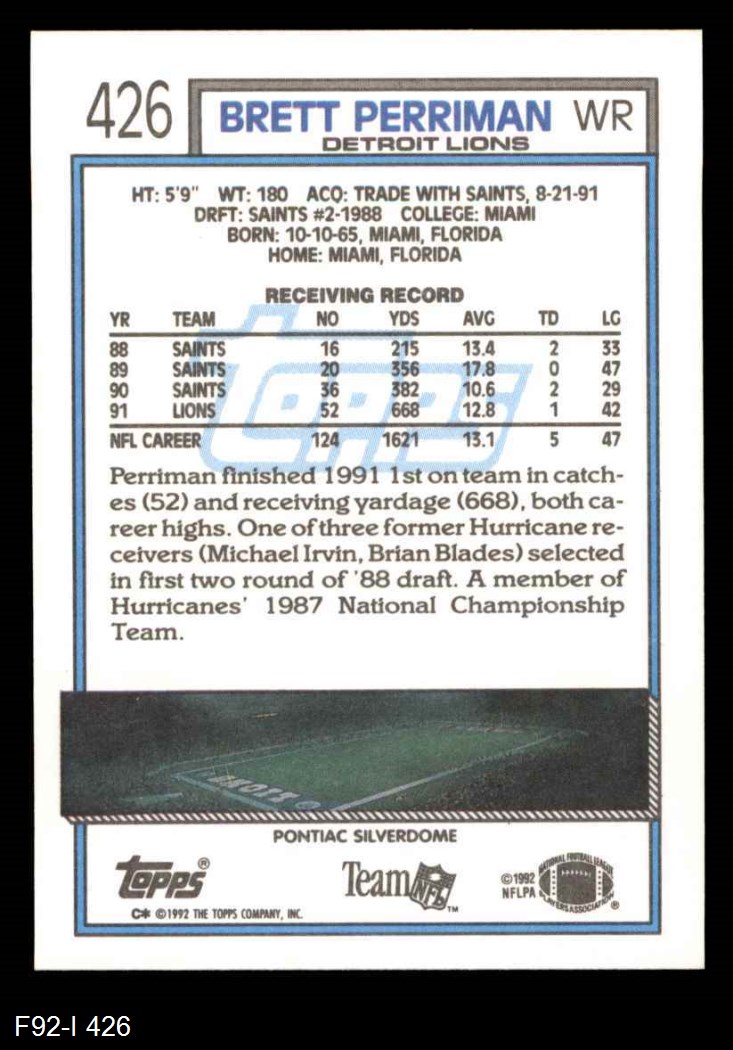 426
BRETT PERRIMAN WR
DETROIT LIONS
HT: 5'9" WT: 180 ACQ: TRADE WITH SAINTS, 8-21-91
DRFT: SAINTS #2-1988 COLLEGE: MIAMI
BORN: 10-10-65, MIAMI, FLORIDA
HOME: MIAMI, FLORIDA
RECEIVING RECORD
YR TEAM NO YDS AVG TD LG
88 SAINTS 16 215 13.4 2 33
89 SAINTS 20 356 17.8 0 47
90 SAINTS 36 382 10.6 2 29
91 LIONS 52 668 12.8 1 42
NFL CAREER 124 1621 13.1 5 47
topps
Perriman finished 1991 1st on team in catch-
es (52) and receiving yardage (668), both ca-
reer highs. One of three former Hurricane re-
ceivers (Michael Irvin, Brian Blades) selected
in first two round of '88 draft. A member of
Hurricanes' 1987 National Championship
Team.
PONTIAC SILVERDOME
topps®
Team NFL™
©1992
NFLPA
NATIONAL FOOTBALL LEAGUE
PLAYERS ASSOCIATION ®
C* ©1992 THE TOPPS COMPANY, INC.
F92-I 426